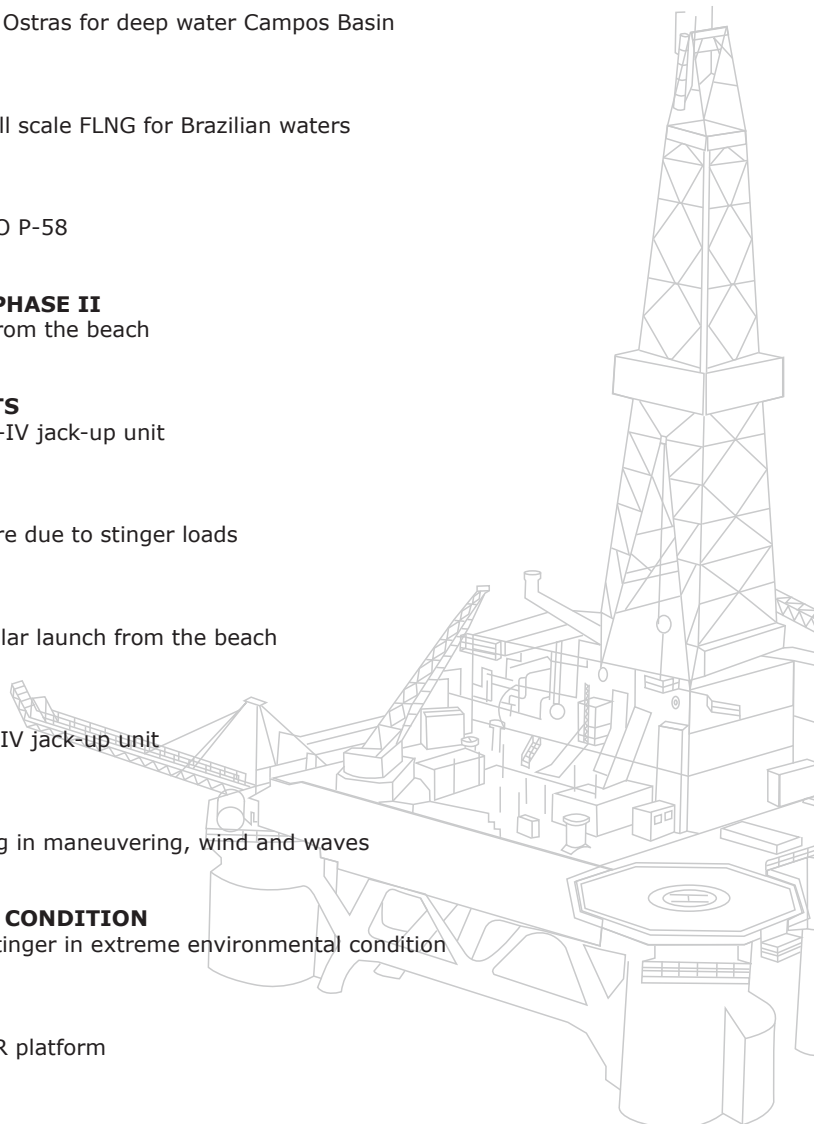 Ostras for deep water Campos Basin
ll scale FLNG for Brazilian waters
O P-58
PHASE II
rom the beach
TS
-IV jack-up unit
re due to stinger loads
lar launch from the beach
IV jack-up unit
g in maneuvering, wind and waves
CONDITION
tinger in extreme environmental condition
R platform